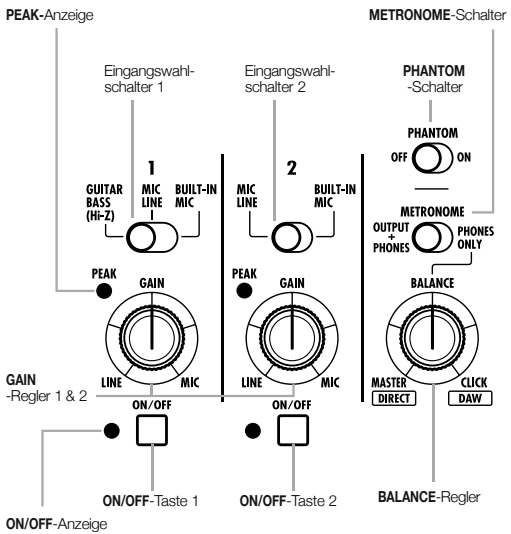 PEAK-Anzeige
METRONOME-Schalter
Eingangswahl-
schalter 1
Eingangswahl-
schalter 2
PHANTOM
-Schalter
PHANTOM
OFF
ON
1
2
GUITAR
BASS
(Hi-Z)
MIC
LINE
BUILT-IN
MIC
MIC
LINE
BUILT-IN
MIC
METRONOME
OUTPUT
+
PHONES
PHONES
ONLY
PEAK
GAIN
PEAK
GAIN
BALANCE
LINE
MIC
LINE
MIC
MASTER
DIRECT
CLICK
DAW
GAIN
-Regler 1 & 2
ON/OFF
ON/OFF
ON/OFF-Taste 1
ON/OFF-Taste 2
BALANCE-Regler
ON/OFF-Anzeige